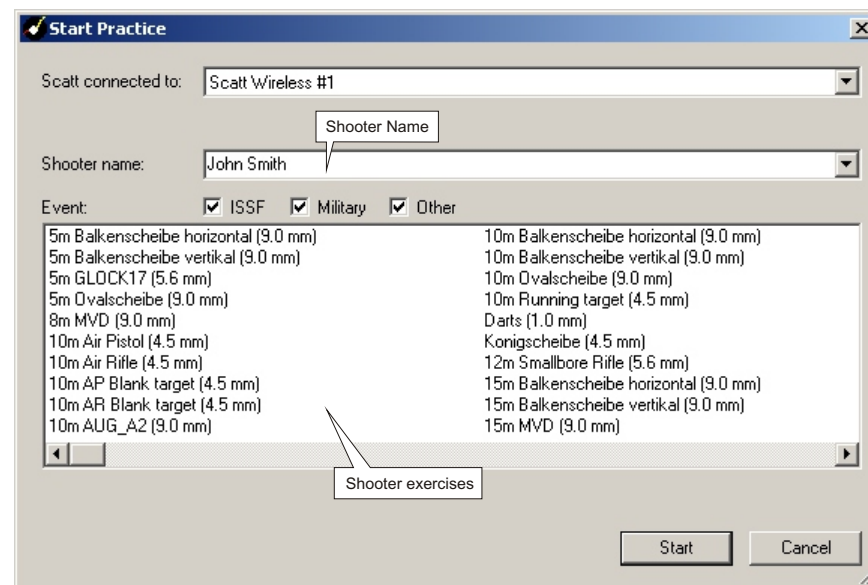 Start Practice
Scatt connected to: Scatt Wireless #1
Shooter Name
Shooter name: John Smith
Event: ISSF Military Other
5m Balkenscheibe horizontal (9.0 mm)
5m Balkenscheibe vertikal (9.0 mm)
5m GLOCK17 (5.6 mm)
5m Ovalscheibe (9.0 mm)
8m MVD (9.0 mm)
10m Air Pistol (4.5 mm)
10m Air Rifle (4.5 mm)
10m AP Blank target (4.5 mm)
10m AR Blank target (4.5 mm)
10m AUG_A2 (9.0 mm)
10m Balkenscheibe horizontal (9.0 mm)
10m Balkenscheibe vertikal (9.0 mm)
10m Ovalscheibe (9.0 mm)
10m Running target (4.5 mm)
Darts (1.0 mm)
Konigscheibe (4.5 mm)
12m Smallbore Rifle (5.6 mm)
15m Balkenscheibe horizontal (9.0 mm)
15m Balkenscheibe vertikal (9.0 mm)
15m MVD (9.0 mm)
Shooter exercises
Start Cancel